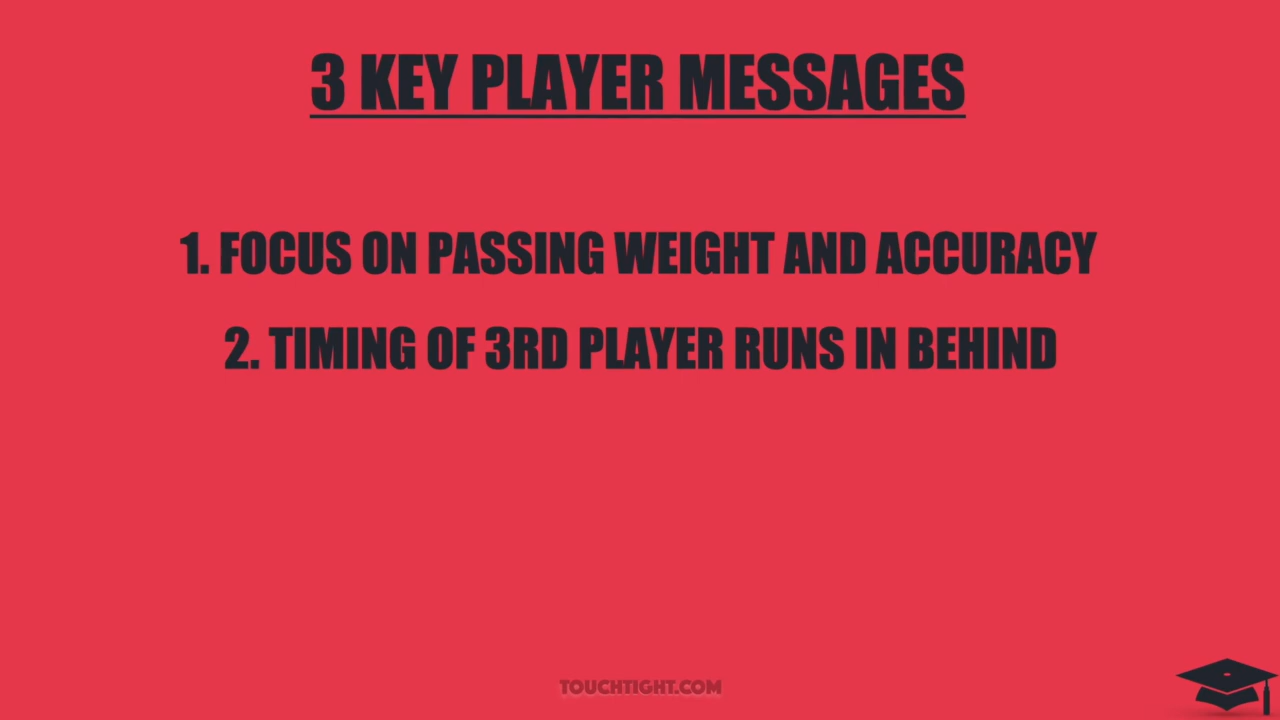 3 KEY PLAYER MESSAGES
1. FOCUS ON PASSING WEIGHT AND ACCURACY
2. TIMING OF 3RD PLAYER RUNS IN BEHIND
TOUCHTIGHT.COM